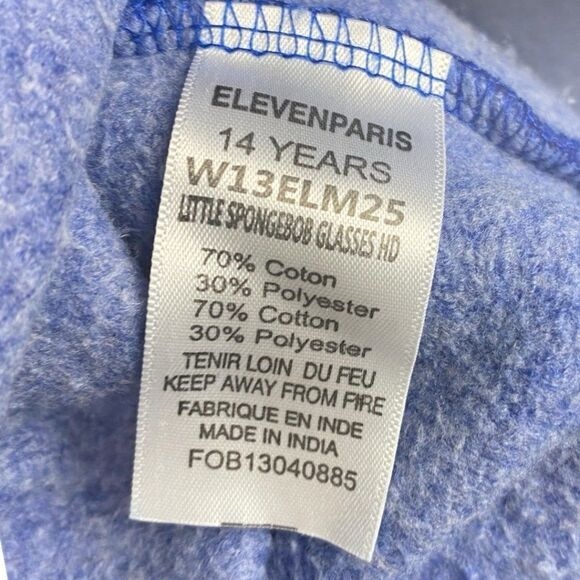 ELEVENPARIS
14 YEARS
W13ELM25
LITTLE SPONGEBOB GLASSES HD
70% Coton
30% Polyester
70% Cotton
30% Polyester
TENIR LOIN DU FEU
KEEP AWAY FROM FIRE
FABRIQUE EN INDE
MADE IN INDIA
FOB13040885